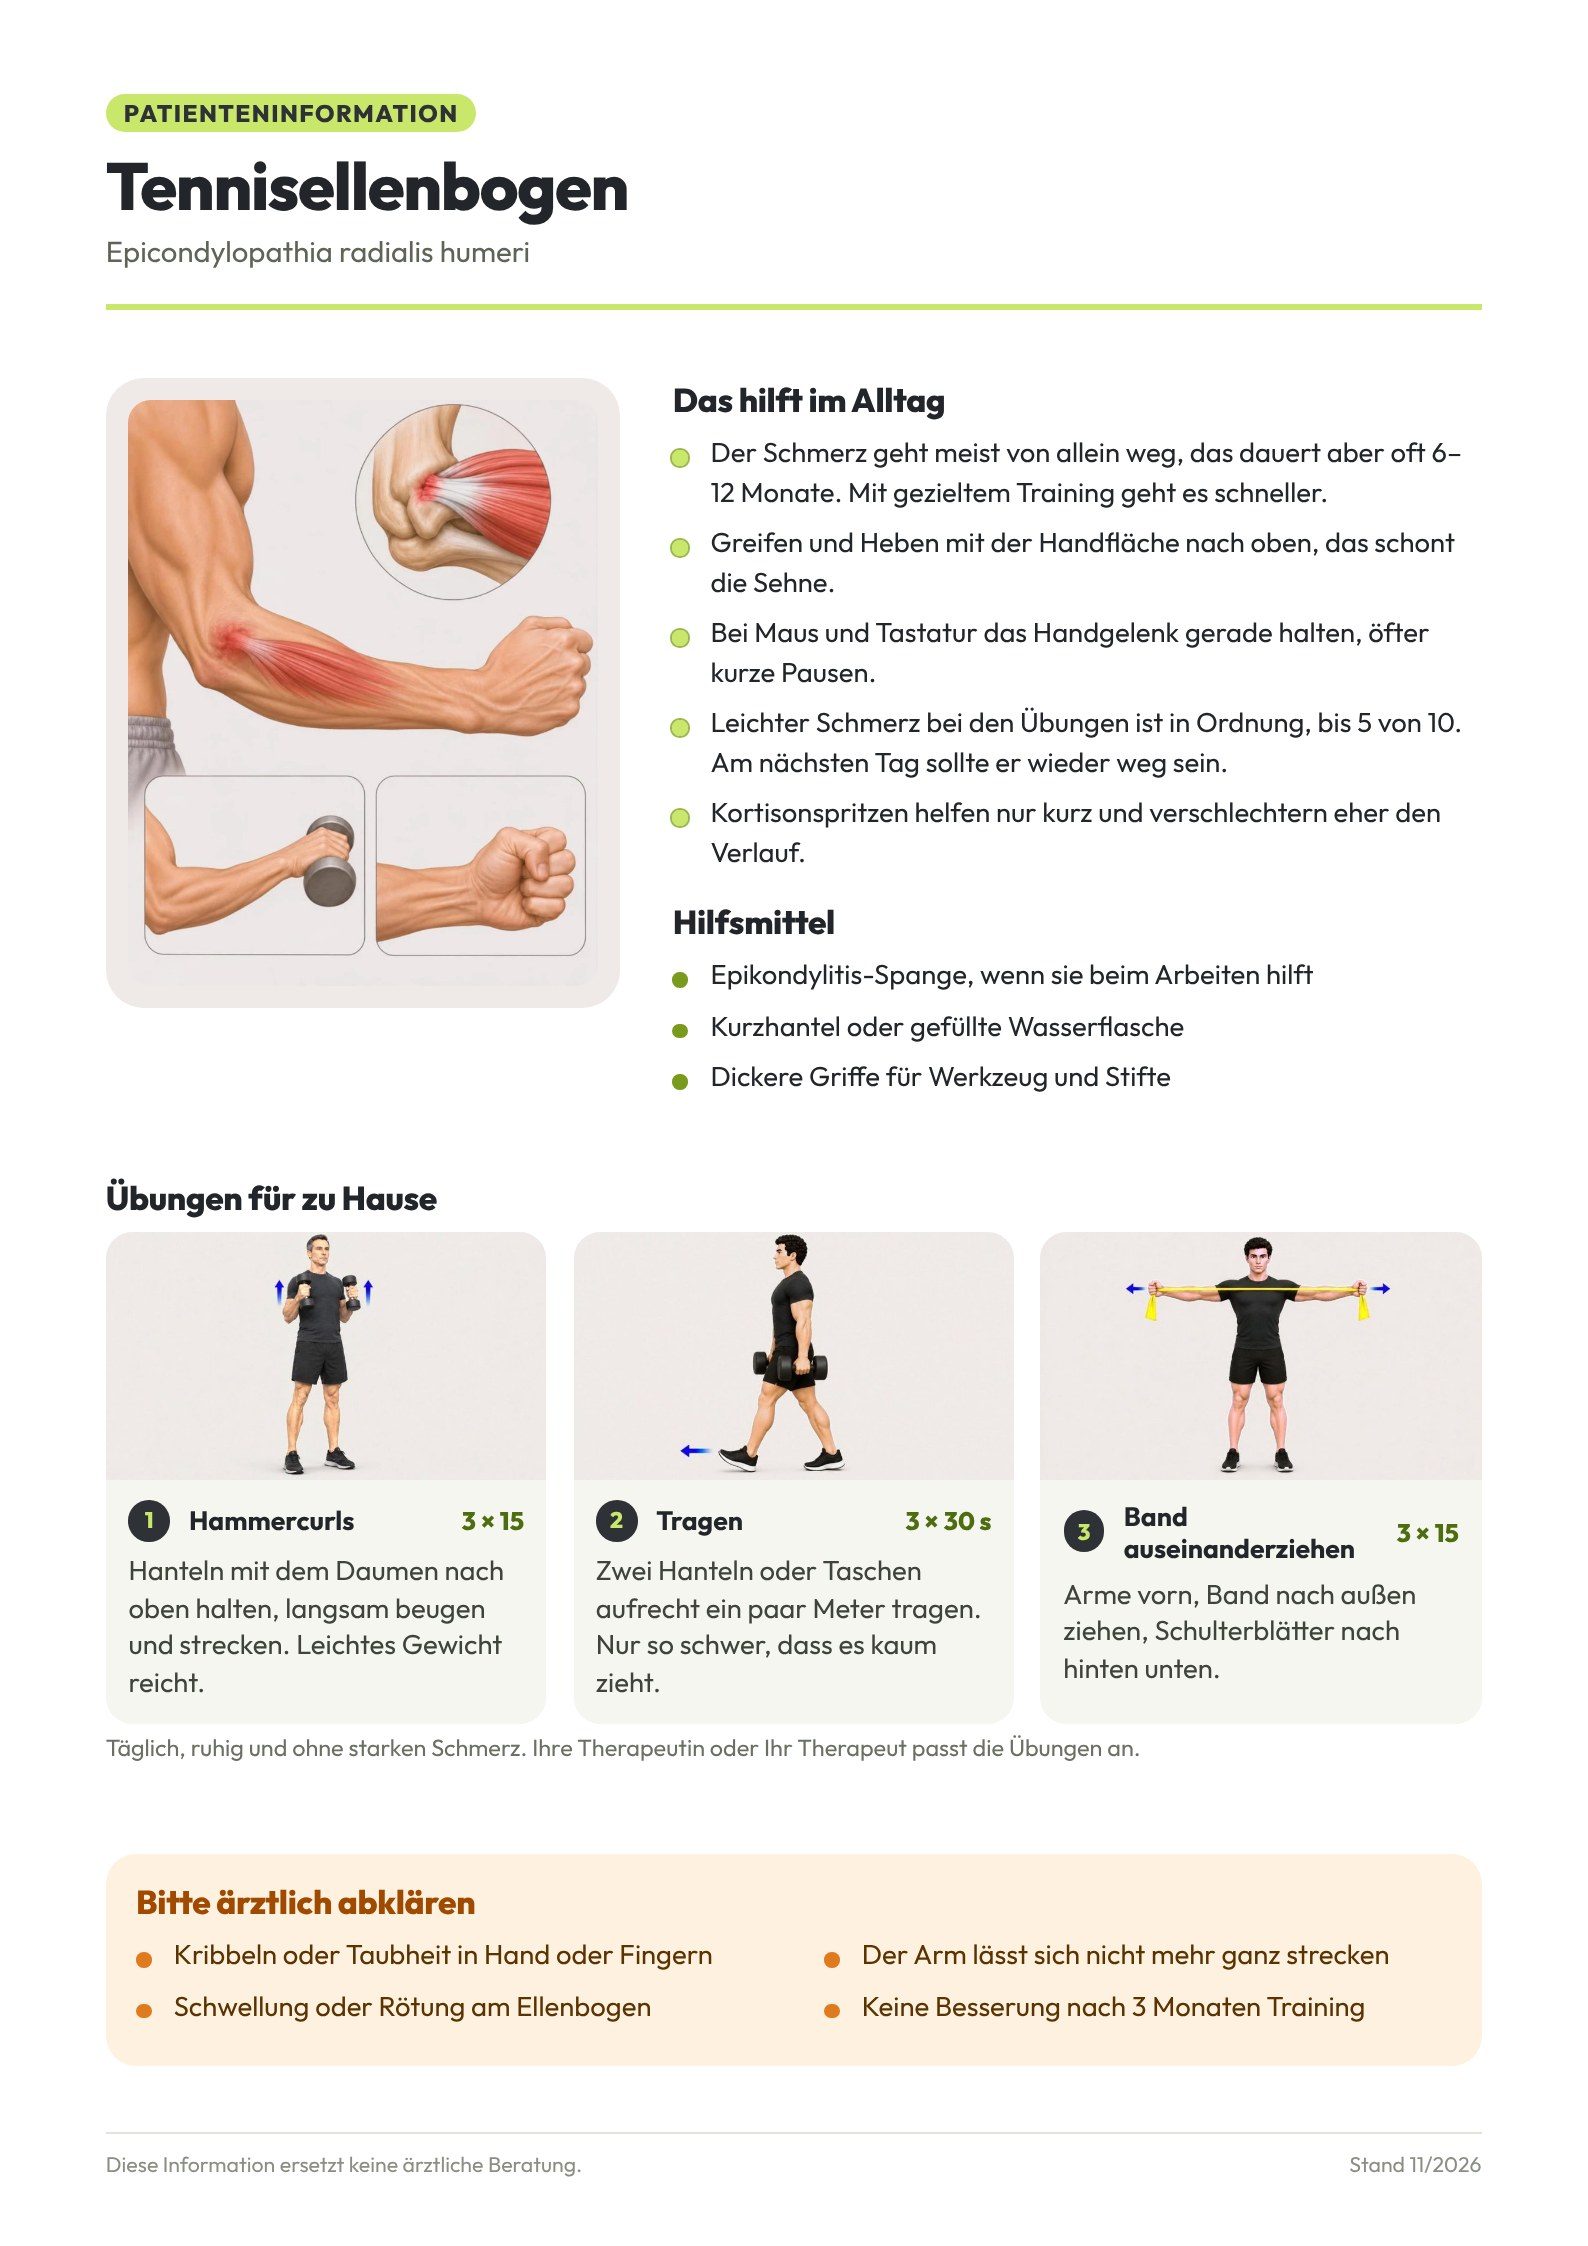 PATIENTENINFORMATION
Tennisellenbogen
Epicondylopathia radialis humeri
Das hilft im Alltag
Der Schmerz geht meist von allein weg, das dauert aber oft 6–
12 Monate. Mit gezieltem Training geht es schneller.
Greifen und Heben mit der Handfläche nach oben, das schont
die Sehne.
Bei Maus und Tastatur das Handgelenk gerade halten, öfter
kurze Pausen.
Leichter Schmerz bei den Übungen ist in Ordnung, bis 5 von 10.
Am nächsten Tag sollte er wieder weg sein.
Kortisonspritzen helfen nur kurz und verschlechtern eher den
Verlauf.
Hilfsmittel
Epikondylitis-Spange, wenn sie beim Arbeiten hilft
Kurzhantel oder gefüllte Wasserflasche
Dickere Griffe für Werkzeug und Stifte
Übungen für zu Hause
1 Hammercurls 3 × 15
Hanteln mit dem Daumen nach
oben halten, langsam beugen
und strecken. Leichtes Gewicht
reicht.
2 Tragen 3 × 30 s
Zwei Hanteln oder Taschen
aufrecht ein paar Meter tragen.
Nur so schwer, dass es kaum
zieht.
3 Band
auseinanderziehen 3 × 15
Arme vorn, Band nach außen
ziehen, Schulterblätter nach
hinten unten.
Täglich, ruhig und ohne starken Schmerz. Ihre Therapeutin oder Ihr Therapeut passt die Übungen an.
Bitte ärztlich abklären
Kribbeln oder Taubheit in Hand oder Fingern
Schwellung oder Rötung am Ellenbogen
Der Arm lässt sich nicht mehr ganz strecken
Keine Besserung nach 3 Monaten Training
Diese Information ersetzt keine ärztliche Beratung.
Stand 11/2026